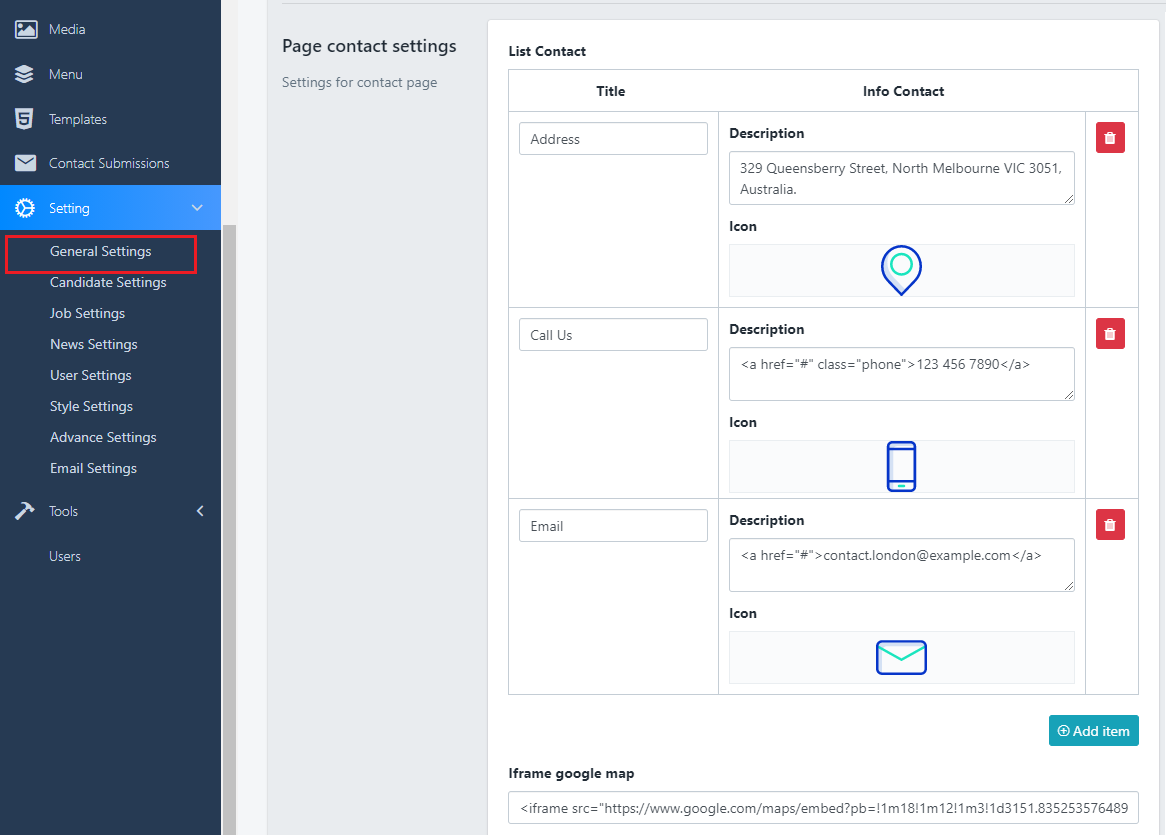 Media
Menu
Templates
Contact Submissions
Setting
General Settings
Candidate Settings
Job Settings
News Settings
User Settings
Style Settings
Advance Settings
Email Settings
Tools
Users
Page contact settings
Settings for contact page
List Contact
Title
Info Contact
Address
Description
329 Queensberry Street, North Melbourne VIC 3051,
Australia.
Icon
Call Us
Description
<a href="#" class="phone">123 456 7890</a>
Icon
Email
Description
<a href="#">contact.london@example.com</a>
Icon
Add item
Iframe google map
<iframe src="https://www.google.com/maps/embed?pb=!1m18!1m12!1m3!1d3151.835253576489